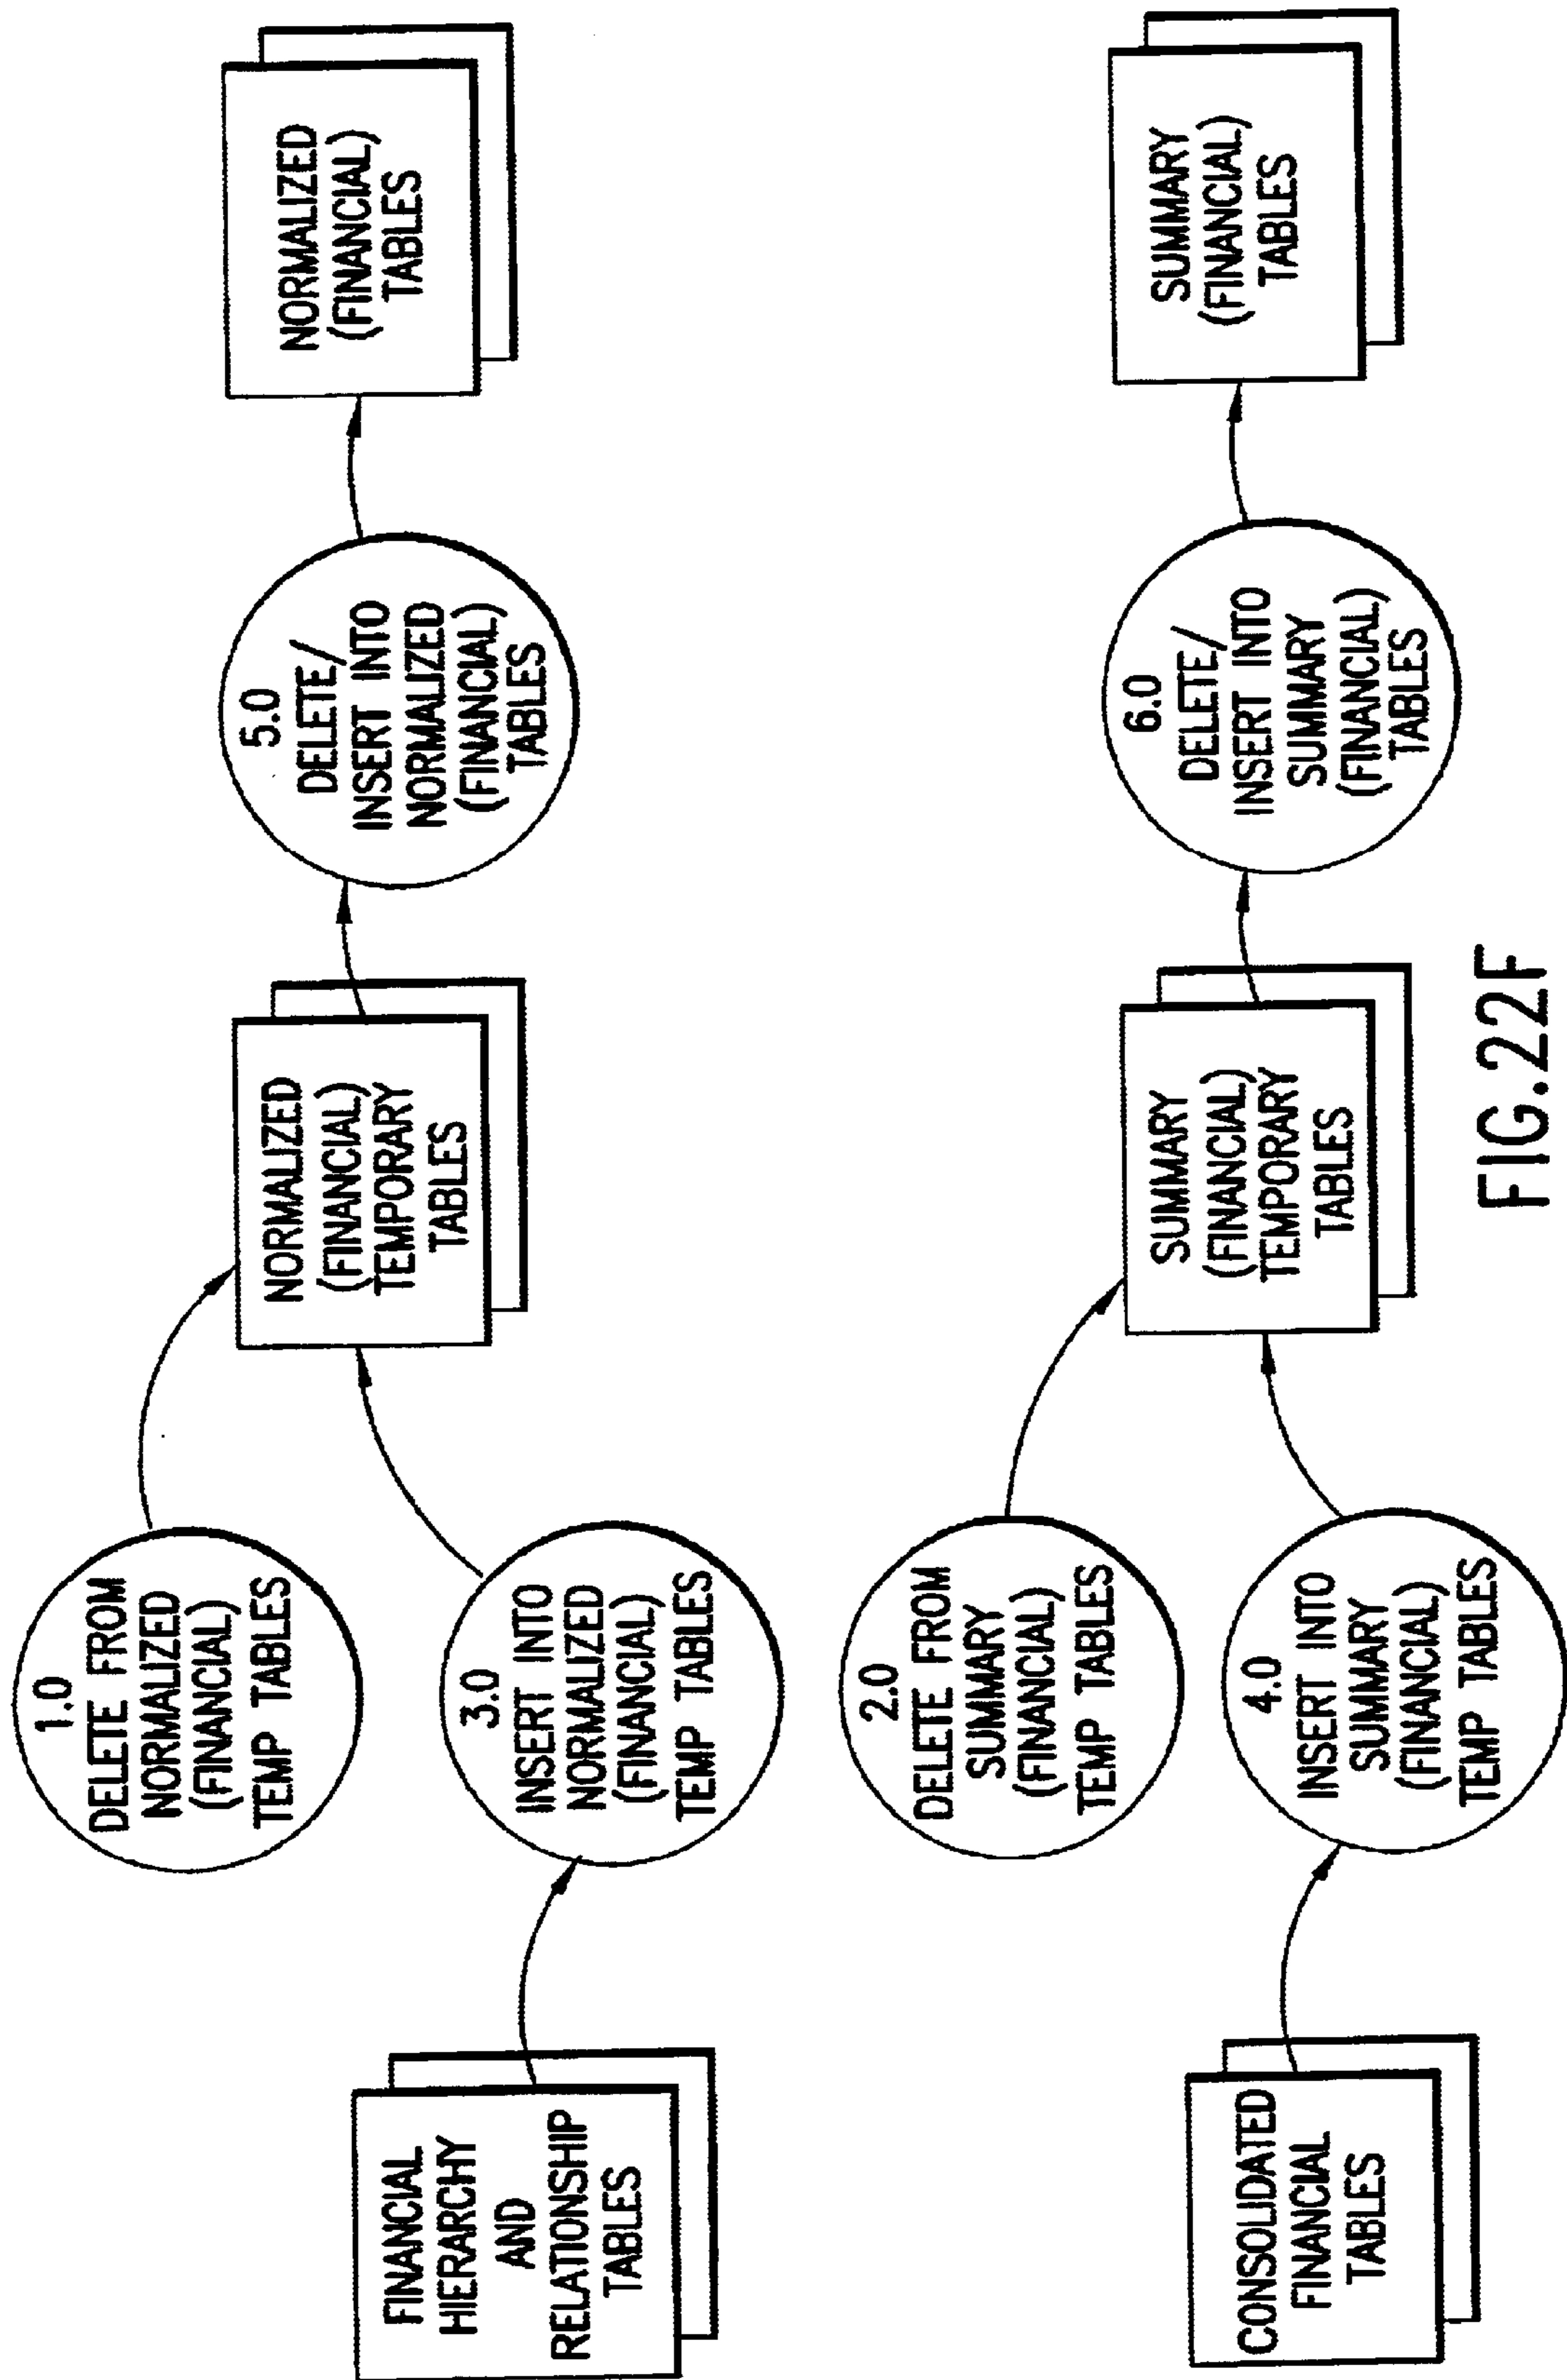 1.0
DELETE FROM
NORMALIZED
(FINANCIAL)
TEMP TABLES
FINANCIAL
HIERARCHY
AND
RELATIONSHIP
TABLES
3.0
INSERT INTO
NORMALIZED
(FINANCIAL)
TEMP TABLES
NORMALIZED
(FINANCIAL)
TEMPORARY
TABLES
5.0
DELETE/
INSERT INTO
NORMALIZED
(FINANCIAL)
TABLES
NORMALIZED
(FINANCIAL)
TABLES
2.0
DELETE FROM
SUMMARY
(FINANCIAL)
TEMP TABLES
CONSOLIDATED
FINANCIAL
TABLES
4.0
INSERT INTO
SUMMARY
(FINANCIAL)
TEMP TABLES
SUMMARY
(FINANCIAL)
TEMPORARY
TABLES
6.0
DELETE/
INSERT INTO
SUMMARY
(FINANCIAL)
TABLES
SUMMARY
(FINANCIAL)
TABLES
FIG.22F